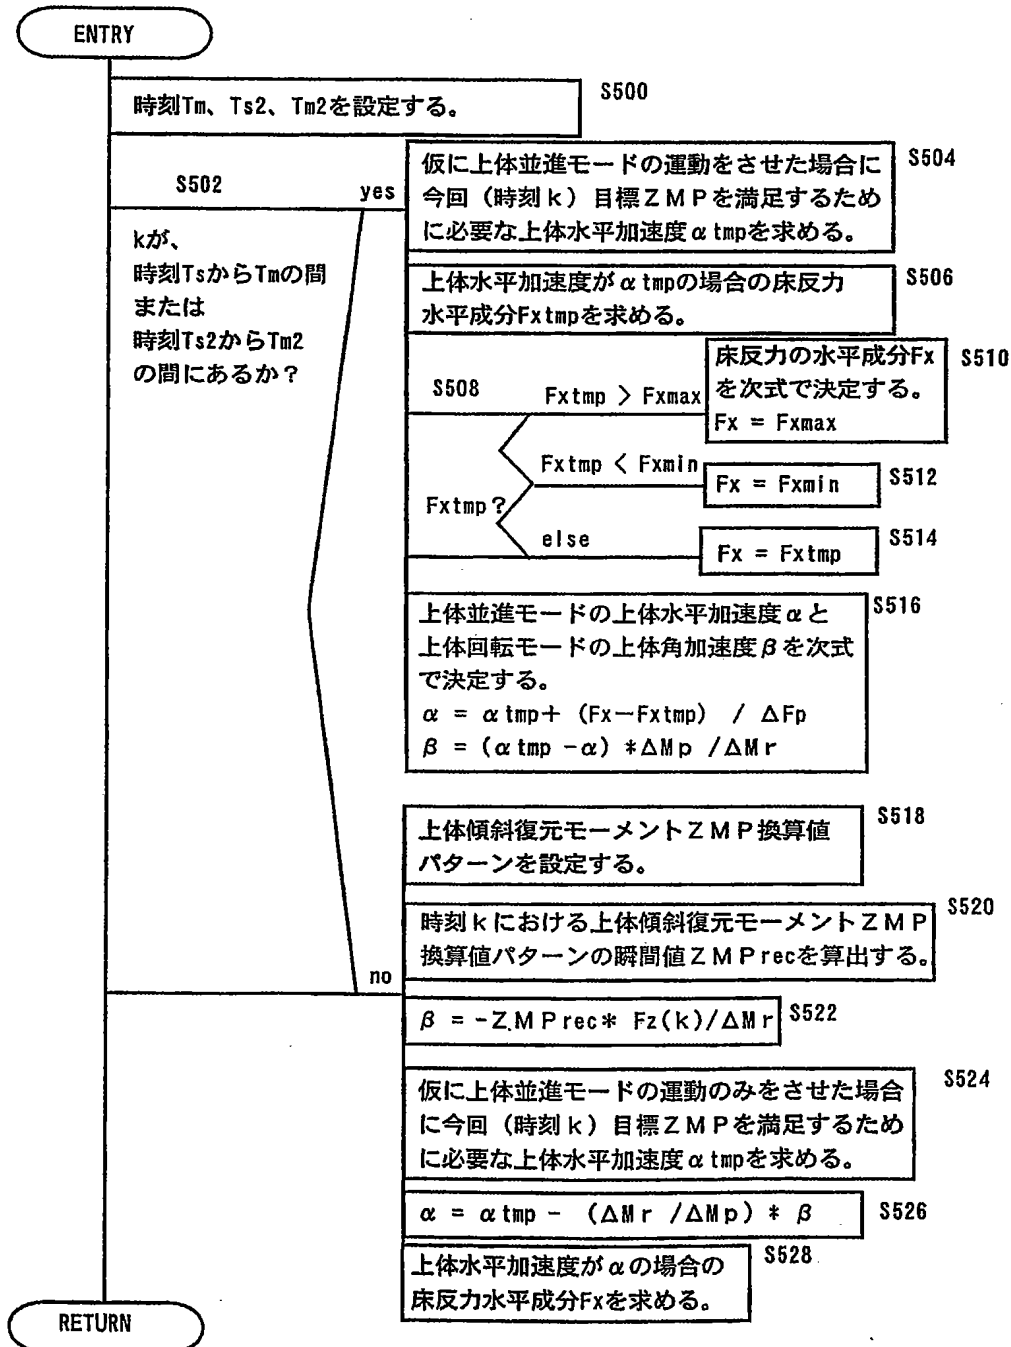 ENTRY
時刻Tm、Ts2、Tm2を設定する。
S500
S502
yes
kが、
時刻TsからTmの間
または
時刻Ts2からTm2
の間にあるか？
仮に上体並進モードの運動をさせた場合に
今回（時刻ｋ）目標ＺＭＰを満足するため
に必要な上体水平加速度αtmpを求める。
S504
上体水平加速度がαtmpの場合の床反力
水平成分Fxtmpを求める。
S506
S508
Fxtmp > Fxmax
床反力の水平成分Fx
を次式で決定する。
Fx = Fxmax
S510
Fxtmp？
Fxtmp < Fxmin
Fx = Fxmin
S512
else
Fx = Fxtmp
S514
上体並進モードの上体水平加速度αと
上体回転モードの上体角加速度βを次式
で決定する。
α = αtmp+ (Fx－Fxtmp) / ΔFp
β = (αtmp -α) *ΔMp /ΔMr
S516
no
上体傾斜復元モーメントＺＭＰ換算値
パターンを設定する。
S518
時刻ｋにおける上体傾斜復元モーメントＺＭＰ
換算値パターンの瞬間値ＺＭＰrecを算出する。
S520
β = -ＺＭＰrec* Fz(k)/ΔMr
S522
仮に上体並進モードの運動のみをさせた場合
に今回（時刻ｋ）目標ＺＭＰを満足するため
に必要な上体水平加速度αtmpを求める。
S524
α = αtmp - (ΔMr /ΔMp) * β
S526
上体水平加速度がαの場合の
床反力水平成分Fxを求める。
S528
RETURN